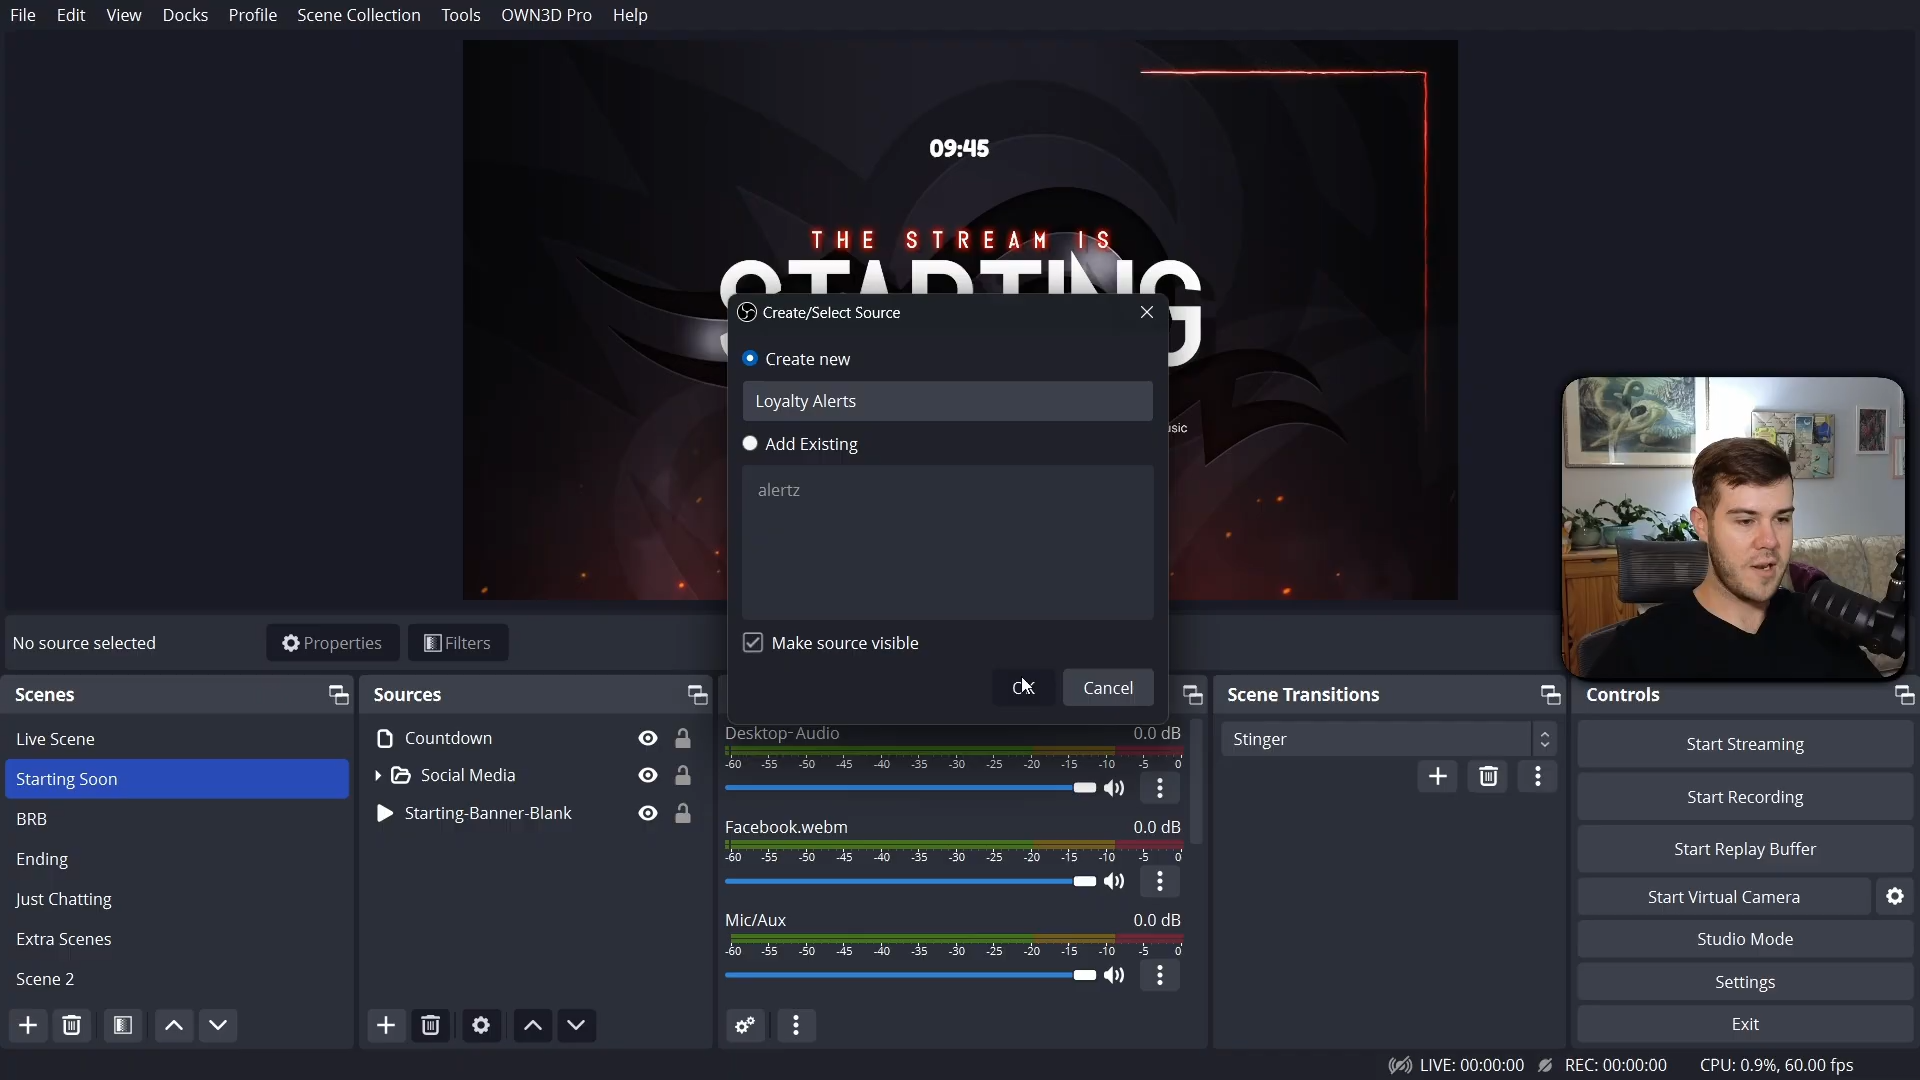 File Edit View Docks Profile Scene Collection Tools OWN3D Pro Help
09:45
THE STREAM IS
STARTING
Create/Select Source
Create new
Loyalty Alerts
Add Existing
alertz
Make source visible
OK Cancel
No source selected Properties Filters
Scenes
Live Scene
Starting Soon
BRB
Ending
Just Chatting
Extra Scenes
Scene 2
Sources
Countdown
Social Media
Starting-Banner-Blank
Desktop-Audio 0.0 dB
-60 -55 -50 -45 -40 -35 -30 -25 -20 -15 -10 -5 0
Facebook.webm 0.0 dB
-60 -55 -50 -45 -40 -35 -30 -25 -20 -15 -10 -5 0
Mic/Aux 0.0 dB
-60 -55 -50 -45 -40 -35 -30 -25 -20 -15 -10 -5 0
Scene Transitions
Stinger
Controls
Start Streaming
Start Recording
Start Replay Buffer
Start Virtual Camera
Studio Mode
Settings
Exit
LIVE: 00:00:00 REC: 00:00:00 CPU: 0.9%, 60.00 fps